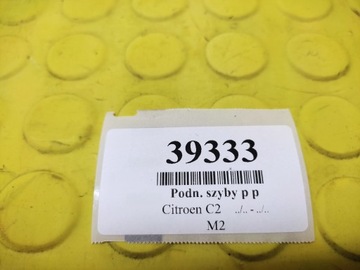 39333
Podn. szyby p p
Citroen C2 ../.. - ../..
M2